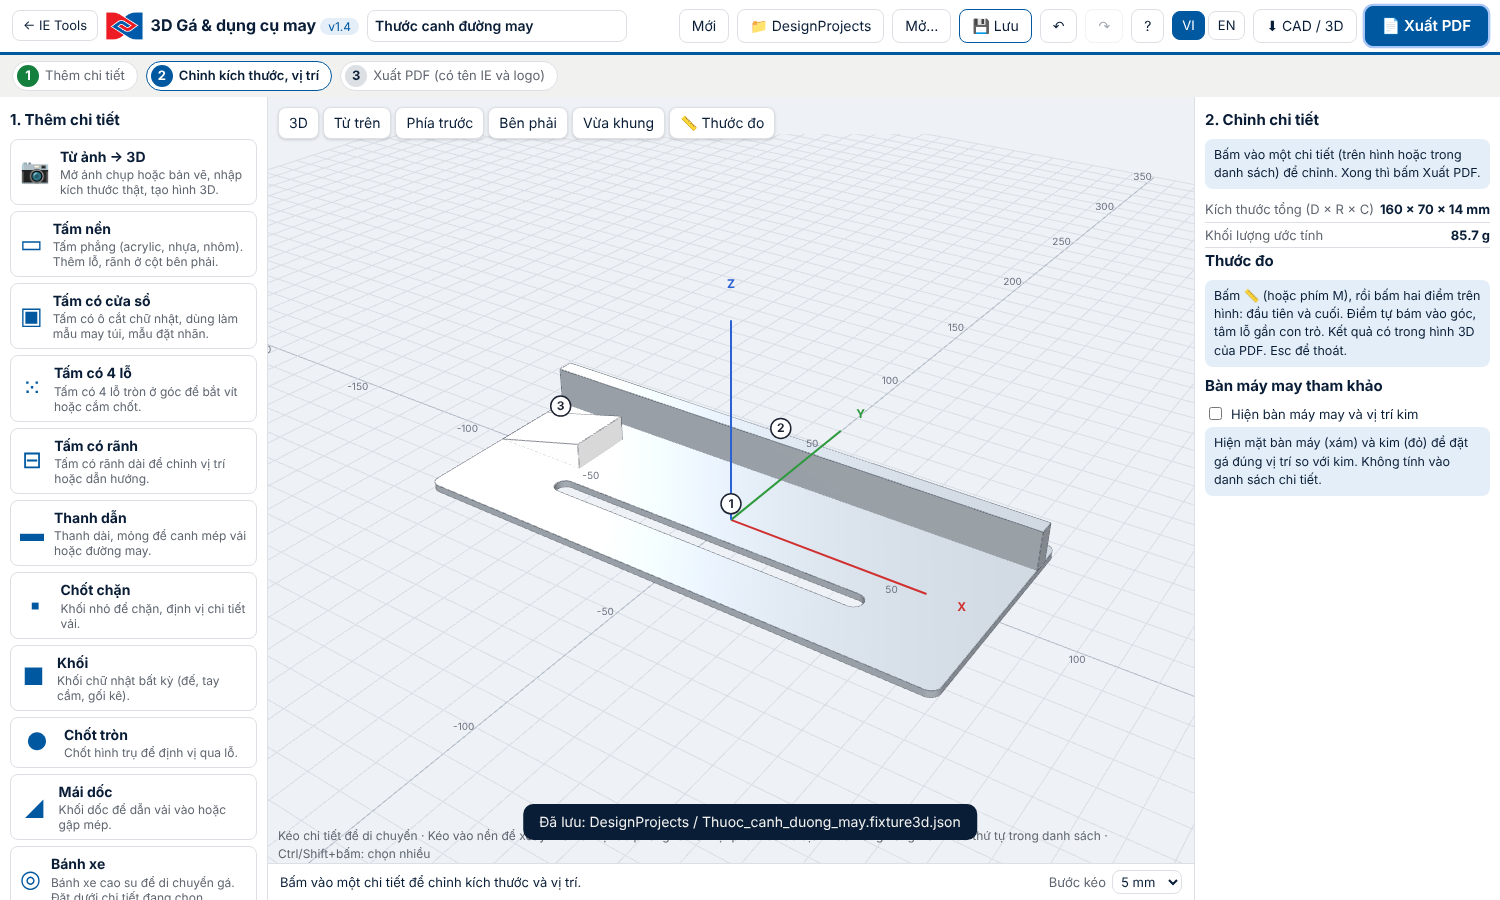 ← IE Tools
3D Gá & dụng cụ may
v1.4
Thước canh đường may
Mới
DesignProjects
Mở...
Lưu
?
VI
EN
⬇ CAD / 3D
Xuất PDF
1 Thêm chi tiết
2 Chỉnh kích thước, vị trí
3 Xuất PDF (có tên IE và logo)
1. Thêm chi tiết
Từ ảnh → 3D
Mở ảnh chụp hoặc bản vẽ, nhập
kích thước thật, tạo hình 3D.
Tấm nền
Tấm phẳng (acrylic, nhựa, nhôm).
Thêm lỗ, rãnh ở cột bên phải.
Tấm có cửa sổ
Tấm có ô cắt chữ nhật, dùng làm
mẫu may túi, mẫu đặt nhãn.
Tấm có 4 lỗ
Tấm có 4 lỗ tròn ở góc để bắt vít
hoặc cắm chốt.
Tấm có rãnh
Tấm có rãnh dài để chỉnh vị trí
hoặc dẫn hướng.
Thanh dẫn
Thanh dài, mỏng để canh mép vải
hoặc đường may.
Chốt chặn
Khối nhỏ để chặn, định vị chi tiết
vải.
Khối
Khối chữ nhật bất kỳ (đế, tay
cầm, gối kê).
Chốt tròn
Chốt hình trụ để định vị qua lỗ.
Mái dốc
Khối dốc để dẫn vải vào hoặc
gập mép.
Bánh xe
Bánh xe cao su để di chuyển gá.
Đặt dưới chi tiết đang chọn
3D
Từ trên
Phía trước
Bên phải
Vừa khung
Thước đo
350
300
250
200
150
100
50
-150
-100
-50
-50
-100
50
100
Z
Y
X
1
2
3
Đã lưu: DesignProjects / Thuoc_canh_duong_may.fixture3d.json
Kéo chi tiết để di chuyển · Kéo vào nền để
thứ tự trong danh sách ·
Ctrl/Shift+bấm: chọn nhiều
Bấm vào một chi tiết để chỉnh kích thước và vị trí.
Bước kéo
5 mm
2. Chỉnh chi tiết
Bấm vào một chi tiết (trên hình hoặc trong
danh sách) để chỉnh. Xong thì bấm Xuất PDF.
Kích thước tổng (D × R × C) 160 × 70 × 14 mm
Khối lượng ước tính 85.7 g
Thước đo
Bấm 📏 (hoặc phím M), rồi bấm hai điểm trên
hình: đầu tiên và cuối. Điểm tự bám vào góc,
tâm lỗ gần con trỏ. Kết quả có trong hình 3D
của PDF. Esc để thoát.
Bàn máy may tham khảo
Hiện bàn máy may và vị trí kim
Hiện mặt bàn máy (xám) và kim (đỏ) để đặt
gá đúng vị trí so với kim. Không tính vào
danh sách chi tiết.